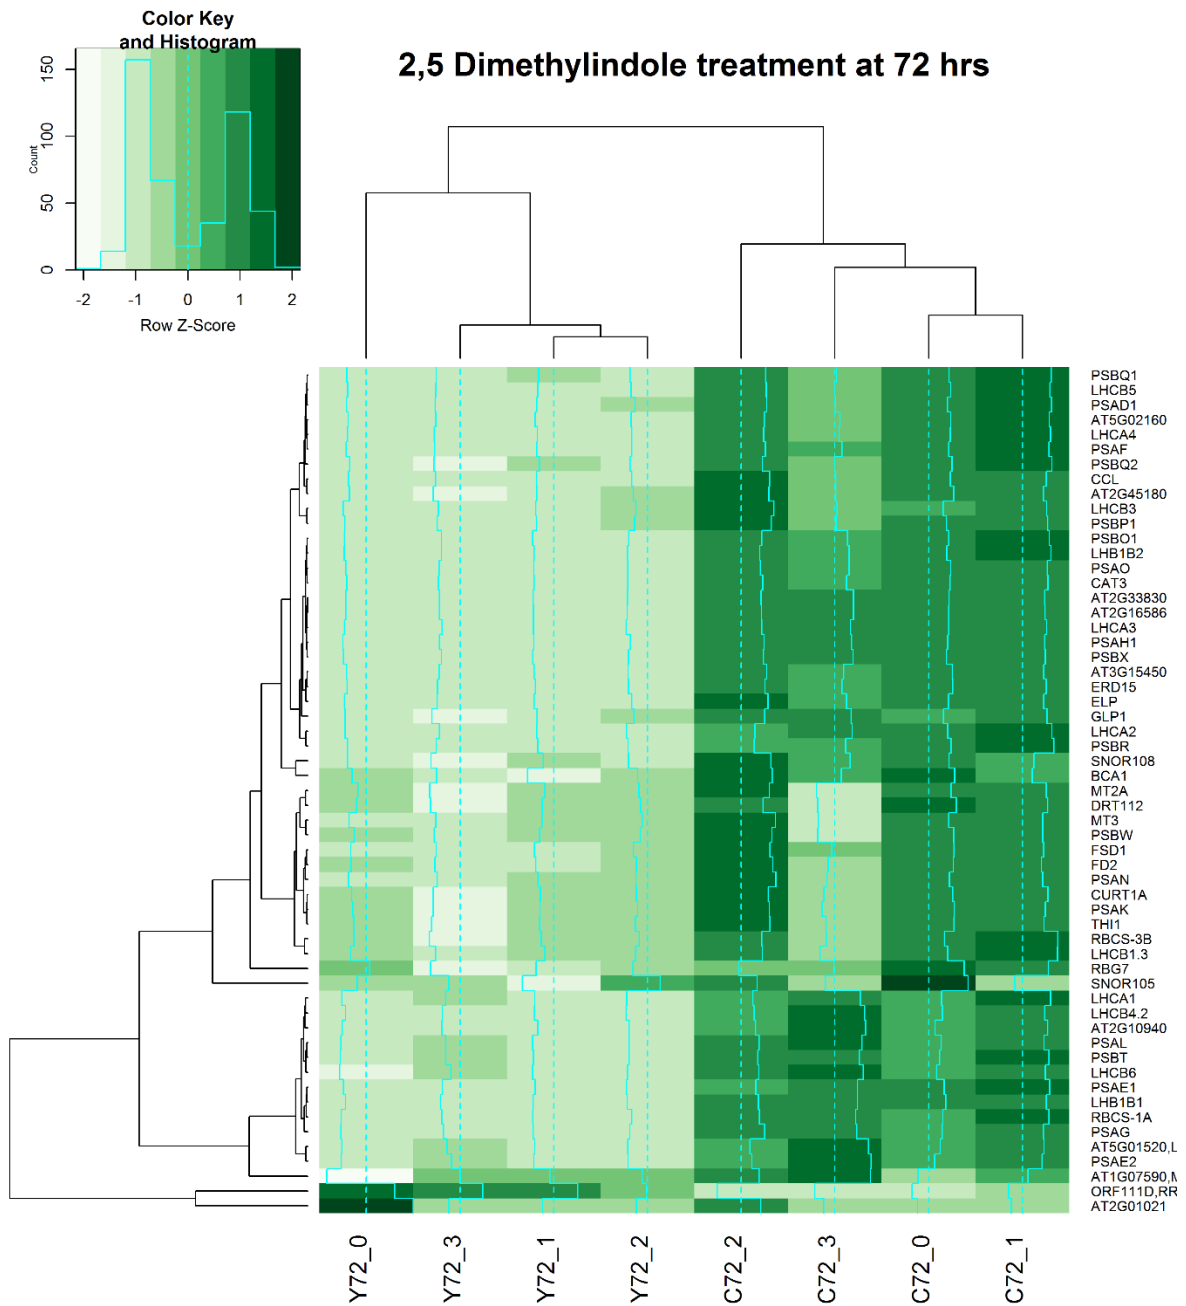 Color Key
and Histogram
2,5 Dimethylindole treatment at 72 hrs
150
100
50
0
Count
-2 -1 0 1 2
Row Z-Score
PSBQ1
LHCB5
PSAD1
AT5G02160
LHCA4
PSAF
PSBQ2
CCL
AT2G45180
LHCB3
PSBP1
PSBO1
LHB1B2
PSAO
CAT3
AT2G33830
AT2G16586
LHCA3
PSAH1
PSBX
AT3G15450
ERD15
ELP
GLP1
LHCA2
PSBR
SNOR108
BCA1
MT2A
DRT112
MT3
PSBW
FSD1
FD2
PSAN
CURT1A
PSAK
THI1
RBCS-3B
LHCB1.3
RBG7
SNOR105
LHCA1
LHCB4.2
AT2G10940
PSAL
PSBT
LHCB6
PSAE1
LHB1B1
RBCS-1A
PSAG
AT5G01520,L
PSAE2
AT1G07590,M
ORF111D,RR
AT2G01021
Y72_0 Y72_3 Y72_1 Y72_2 C72_2 C72_3 C72_0 C72_1